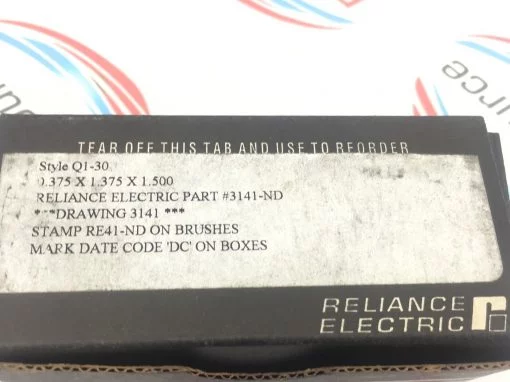 TEAR OFF THIS TAB AND USE TO REORDER
Style Q1-30
0.375 X 1.375 X 1.500
RELIANCE ELECTRIC PART #3141-ND
***DRAWING 3141 ***
STAMP RE41-ND ON BRUSHES
MARK DATE CODE 'DC' ON BOXES
RELIANCE
ELECTRIC